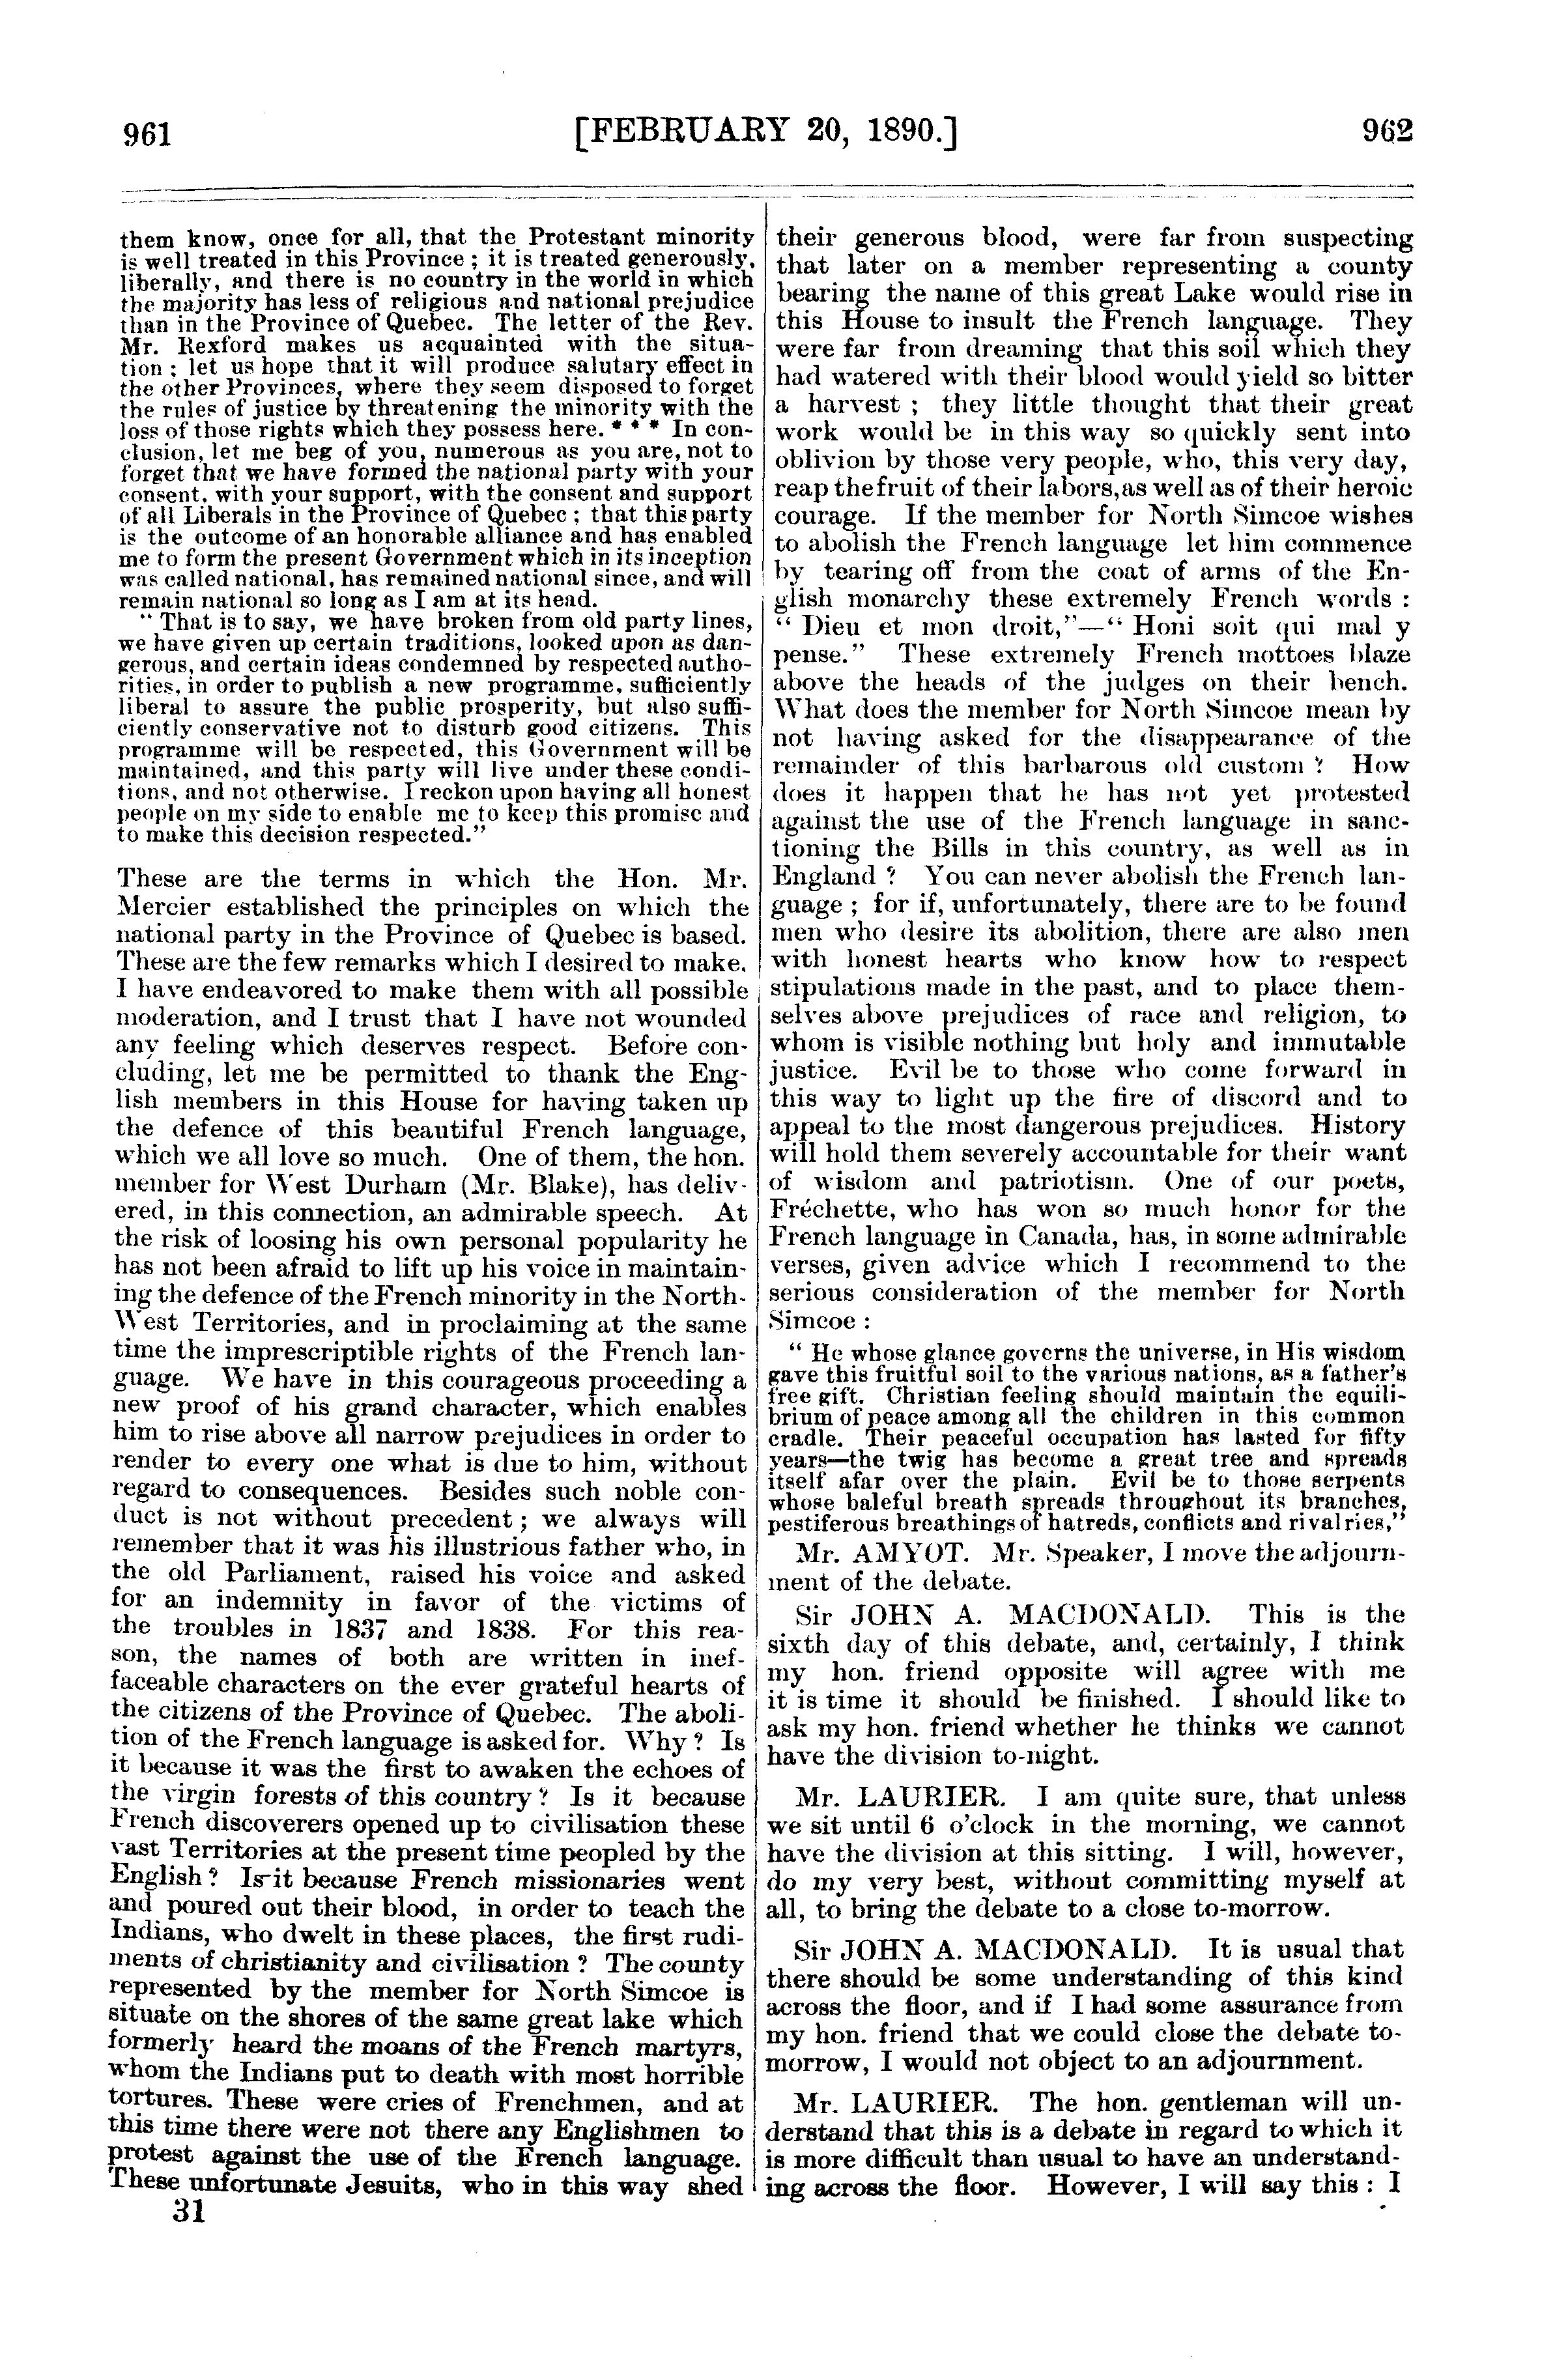 961
[FEBRUARY 20, 1890.]
962
them know, once for all, that the Protestant minority
is well treated in this Province ; it is treated generously,
liberally, and there is no country in the world in which
the majority has less of religious and national prejudice
than in the Province of Quebec. The letter of the Rev.
Mr. Rexford makes us acquainted with the situa-
tion ; let us hope that it will produce salutary effect in
the other Provinces, where they seem disposed to forget
the rules of justice by threatening the minority with the
loss of those rights which they possess here. * * * In con-
clusion, let me beg of you, numerous as you are, not to
forget that we have formed the national party with your
consent, with your support, with the consent and support
of all Liberals in the Province of Quebec ; that this party
is the outcome of an honorable alliance and has enabled
me to form the present Government which in its inception
was called national, has remained national since, and will
remain national so long as I am at its head.
" That is to say, we have broken from old party lines,
we have given up certain traditions, looked upon as dan-
gerous, and certain ideas condemned by respected autho-
rities, in order to publish a new programme, sufficiently
liberal to assure the public prosperity, but also suffi-
ciently conservative not to disturb good citizens. This
programme will be respected, this Government will be
maintained, and this party will live under these condi-
tions, and not otherwise. I reckon upon having all honest
people on my side to enable me to keep this promise and
to make this decision respected."
These are the terms in which the Hon. Mr.
Mercier established the principles on which the
national party in the Province of Quebec is based.
These are the few remarks which I desired to make.
I have endeavored to make them with all possible
moderation, and I trust that I have not wounded
any feeling which deserves respect. Before con-
cluding, let me be permitted to thank the Eng-
lish members in this House for having taken up
the defence of this beautiful French language,
which we all love so much. One of them, the hon.
member for West Durham (Mr. Blake), has deliv-
ered, in this connection, an admirable speech. At
the risk of loosing his own personal popularity he
has not been afraid to lift up his voice in maintain-
ing the defence of the French minority in the North-
West Territories, and in proclaiming at the same
time the imprescriptible rights of the French lan-
guage. We have in this courageous proceeding a
new proof of his grand character, which enables
him to rise above all narrow prejudices in order to
render to every one what is due to him, without
regard to consequences. Besides such noble con-
duct is not without precedent ; we always will
remember that it was his illustrious father who, in
the old Parliament, raised his voice and asked
for an indemnity in favor of the victims of
the troubles in 1837 and 1838. For this rea-
son, the names of both are written in inef-
faceable characters on the ever grateful hearts of
the citizens of the Province of Quebec. The aboli-
tion of the French language is asked for. Why ? Is
it because it was the first to awaken the echoes of
the virgin forests of this country ? Is it because
French discoverers opened up to civilisation these
vast Territories at the present time peopled by the
English ? Is it because French missionaries went
and poured out their blood, in order to teach the
Indians, who dwelt in these places, the first rudi-
ments of christianity and civilisation ? The county
represented by the member for North Simcoe is
situate on the shores of the same great lake which
formerly heard the moans of the French martyrs,
whom the Indians put to death with most horrible
tortures. These were cries of Frenchmen, and at
this time there were not there any Englishmen to
protest against the use of the French language.
These unfortunate Jesuits, who in this way shed
31
their generous blood, were far from suspecting
that later on a member representing a county
bearing the name of this great Lake would rise in
this House to insult the French language. They
were far from dreaming that this soil which they
had watered with their blood would yield so bitter
a harvest ; they little thought that their great
work would be in this way so quickly sent into
oblivion by those very people, who, this very day,
reap the fruit of their labors, as well as of their heroic
courage. If the member for North Simcoe wishes
to abolish the French language let him commence
by tearing off from the coat of arms of the En-
glish monarchy these extremely French words :
" Dieu et mon droit,"—" Honi soit qui mal y
pense." These extremely French mottoes blaze
above the heads of the judges on their bench.
What does the member for North Simcoe mean by
not having asked for the disappearance of the
remainder of this barbarous old custom ? How
does it happen that he has not yet protested
against the use of the French language in sanc-
tioning the Bills in this country, as well as in
England ? You can never abolish the French lan-
guage ; for if, unfortunately, there are to be found
men who desire its abolition, there are also men
with honest hearts who know how to respect
stipulations made in the past, and to place them-
selves above prejudices of race and religion, to
whom is visible nothing but holy and immutable
justice. Evil be to those who come forward in
this way to light up the fire of discord and to
appeal to the most dangerous prejudices. History
will hold them severely accountable for their want
of wisdom and patriotism. One of our poets,
Fréchette, who has won so much honor for the
French language in Canada, has, in some admirable
verses, given advice which I recommend to the
serious consideration of the member for North
Simcoe :
" He whose glance governs the universe, in His wisdom
gave this fruitful soil to the various nations, as a father's
free gift. Christian feeling should maintain the equili-
brium of peace among all the children in this common
cradle. Their peaceful occupation has lasted for fifty
years—the twig has become a great tree and spreads
itself afar over the plain. Evil be to those serpents
whose baleful breath spreads throughout its branches,
pestiferous breathings of hatreds, conflicts and rivalries,"
Mr. AMYOT. Mr. Speaker, I move the adjourn-
ment of the debate.
Sir JOHN A. MACDONALD. This is the
sixth day of this debate, and, certainly, I think
my hon. friend opposite will agree with me
it is time it should be finished. I should like to
ask my hon. friend whether he thinks we cannot
have the division to-night.
Mr. LAURIER. I am quite sure, that unless
we sit until 6 o'clock in the morning, we cannot
have the division at this sitting. I will, however,
do my very best, without committing myself at
all, to bring the debate to a close to-morrow.
Sir JOHN A. MACDONALD. It is usual that
there should be some understanding of this kind
across the floor, and if I had some assurance from
my hon. friend that we could close the debate to-
morrow, I would not object to an adjournment.
Mr. LAURIER. The hon. gentleman will un-
derstand that this is a debate in regard to which it
is more difficult than usual to have an understand-
ing across the floor. However, I will say this : I